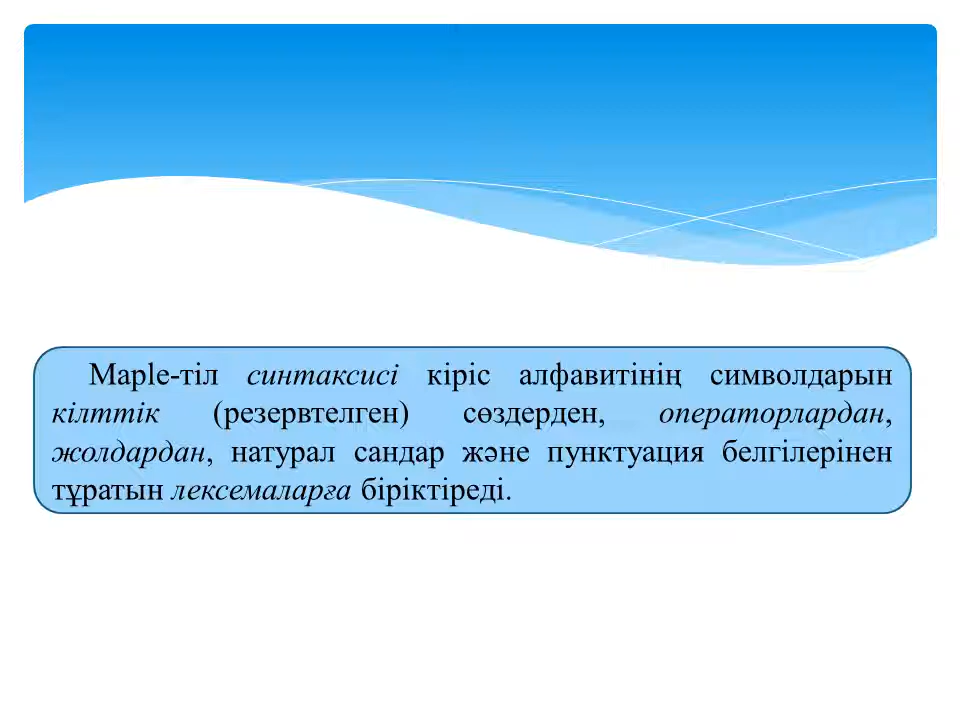 Maple-тіл синтаксисі кіріс алфавитінің символдарын
кілттік (резервтелген) сөздерден, операторлардан,
жолдардан, натурал сандар және пунктуация белгілерінен
тұратын лексемаларға біріктіреді.